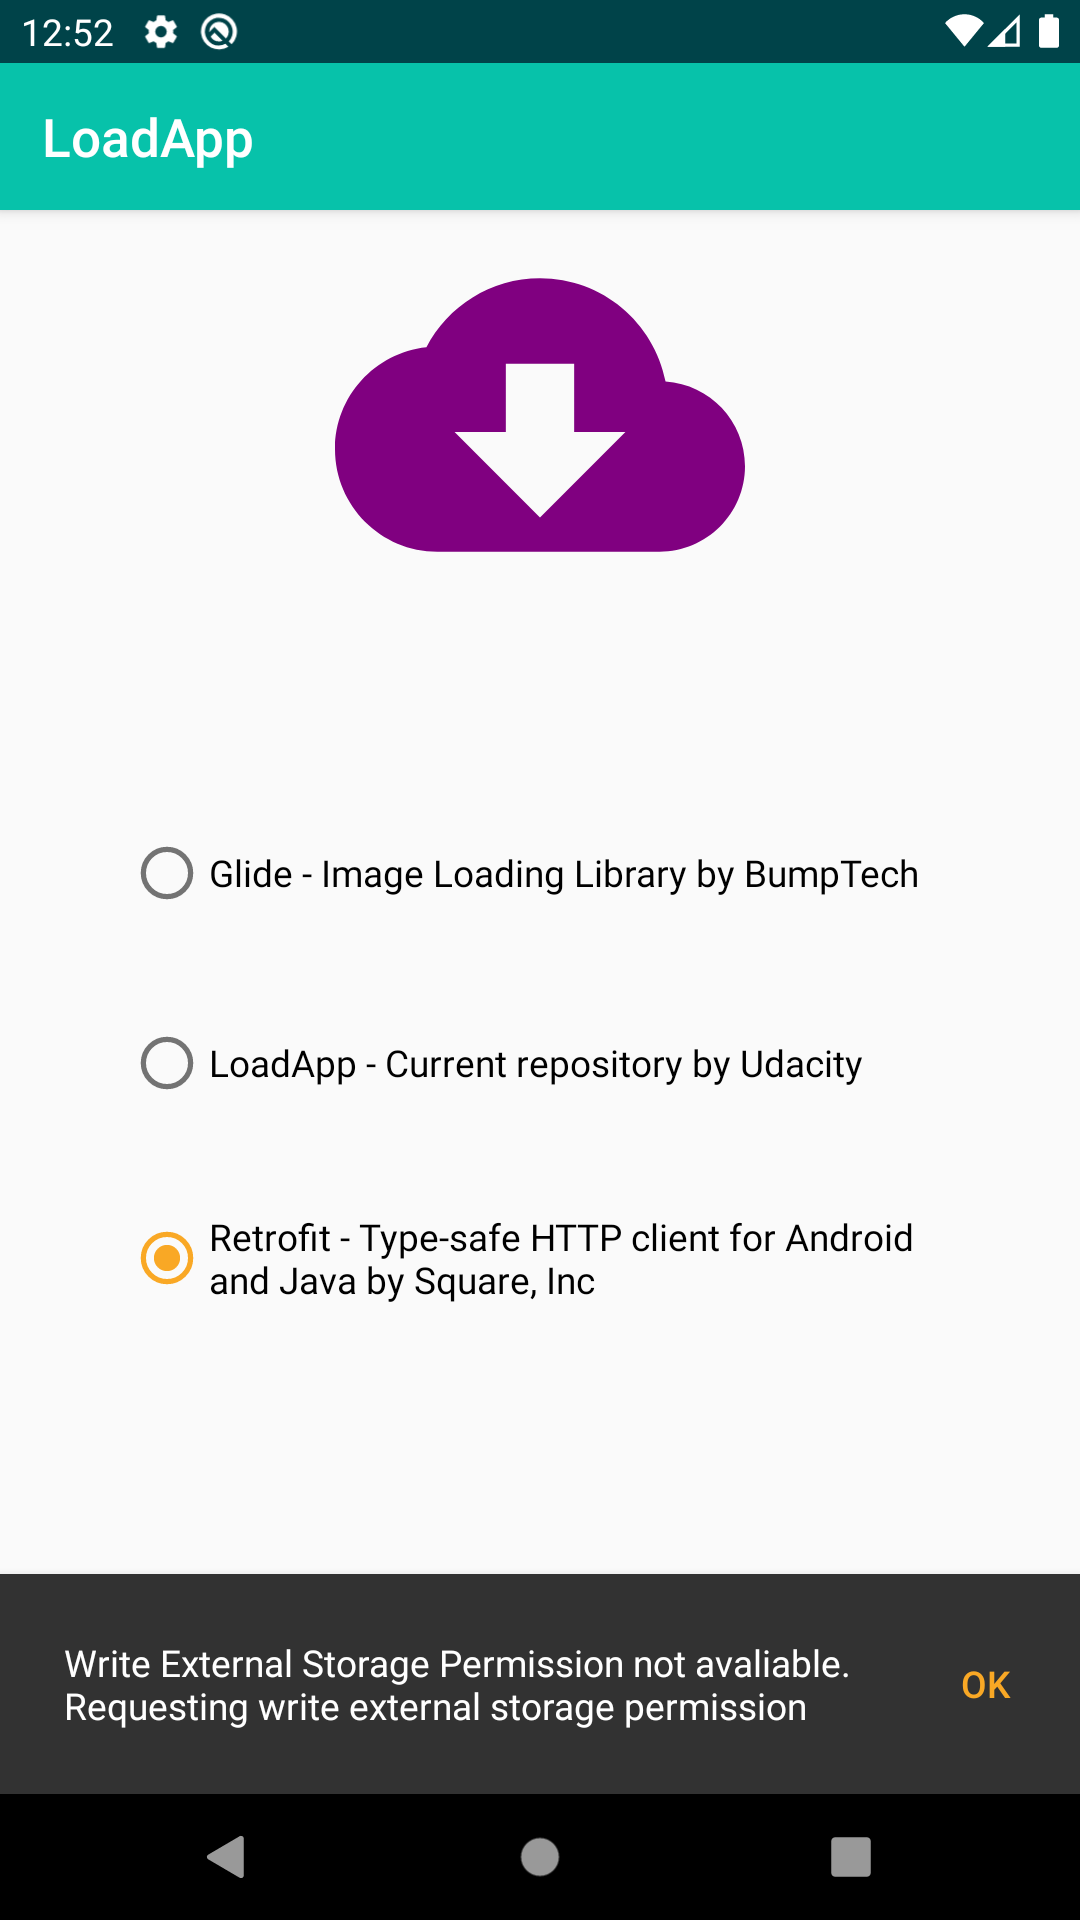 12:52
LoadApp
Glide - Image Loading Library by BumpTech
LoadApp - Current repository by Udacity
Retrofit - Type-safe HTTP client for Android
and Java by Square, Inc
Write External Storage Permission not avaliable.
Requesting write external storage permission
OK